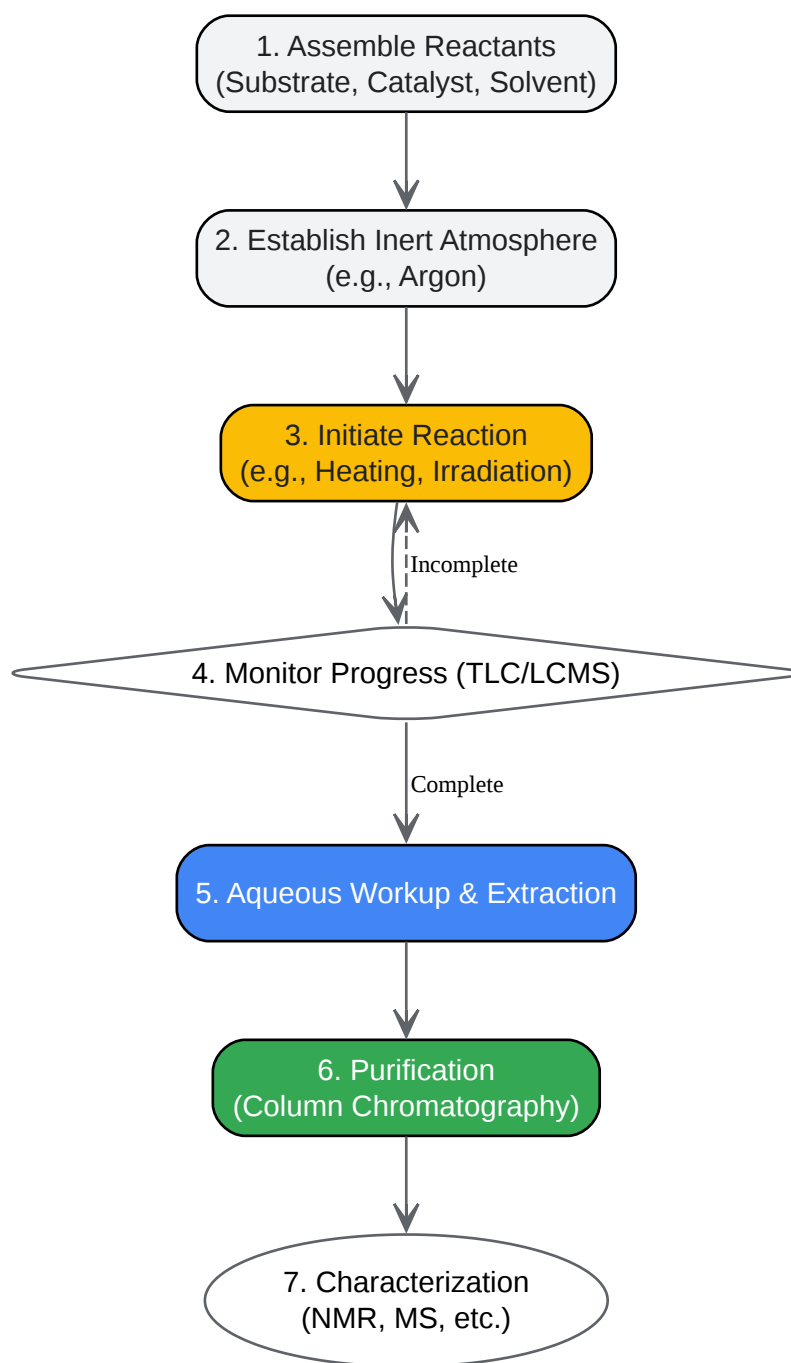 1. Assemble Reactants
(Substrate, Catalyst, Solvent)
2. Establish Inert Atmosphere
(e.g., Argon)
3. Initiate Reaction
(e.g., Heating, Irradiation)
Incomplete
4. Monitor Progress (TLC/LCMS)
Complete
5. Aqueous Workup & Extraction
6. Purification
(Column Chromatography)
7. Characterization
(NMR, MS, etc.)